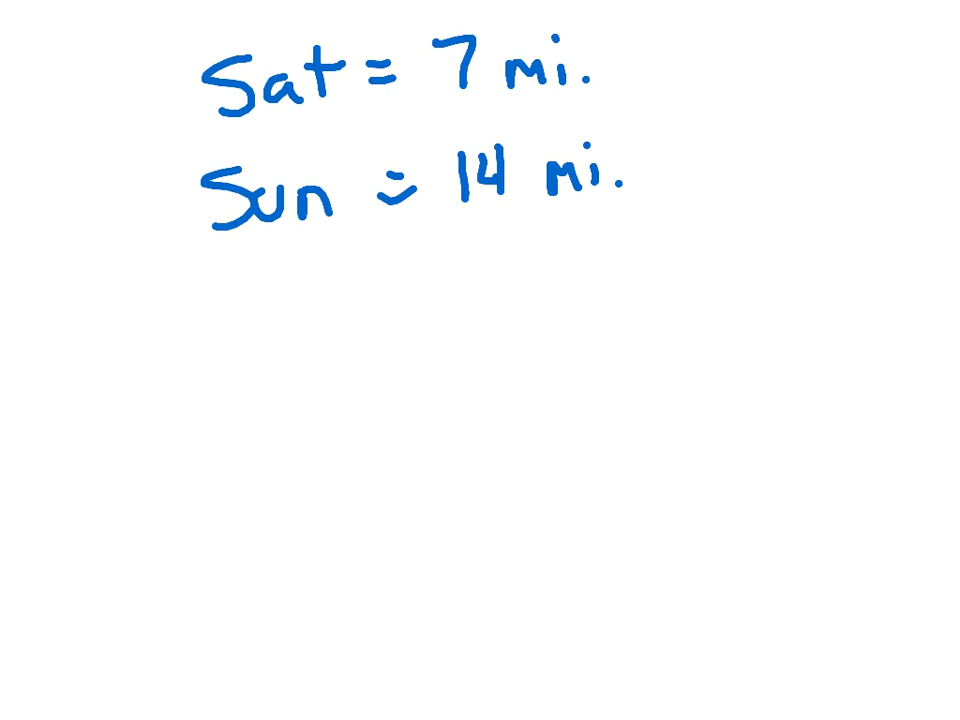 Sat = 7 mi.
Sun = 14 mi.